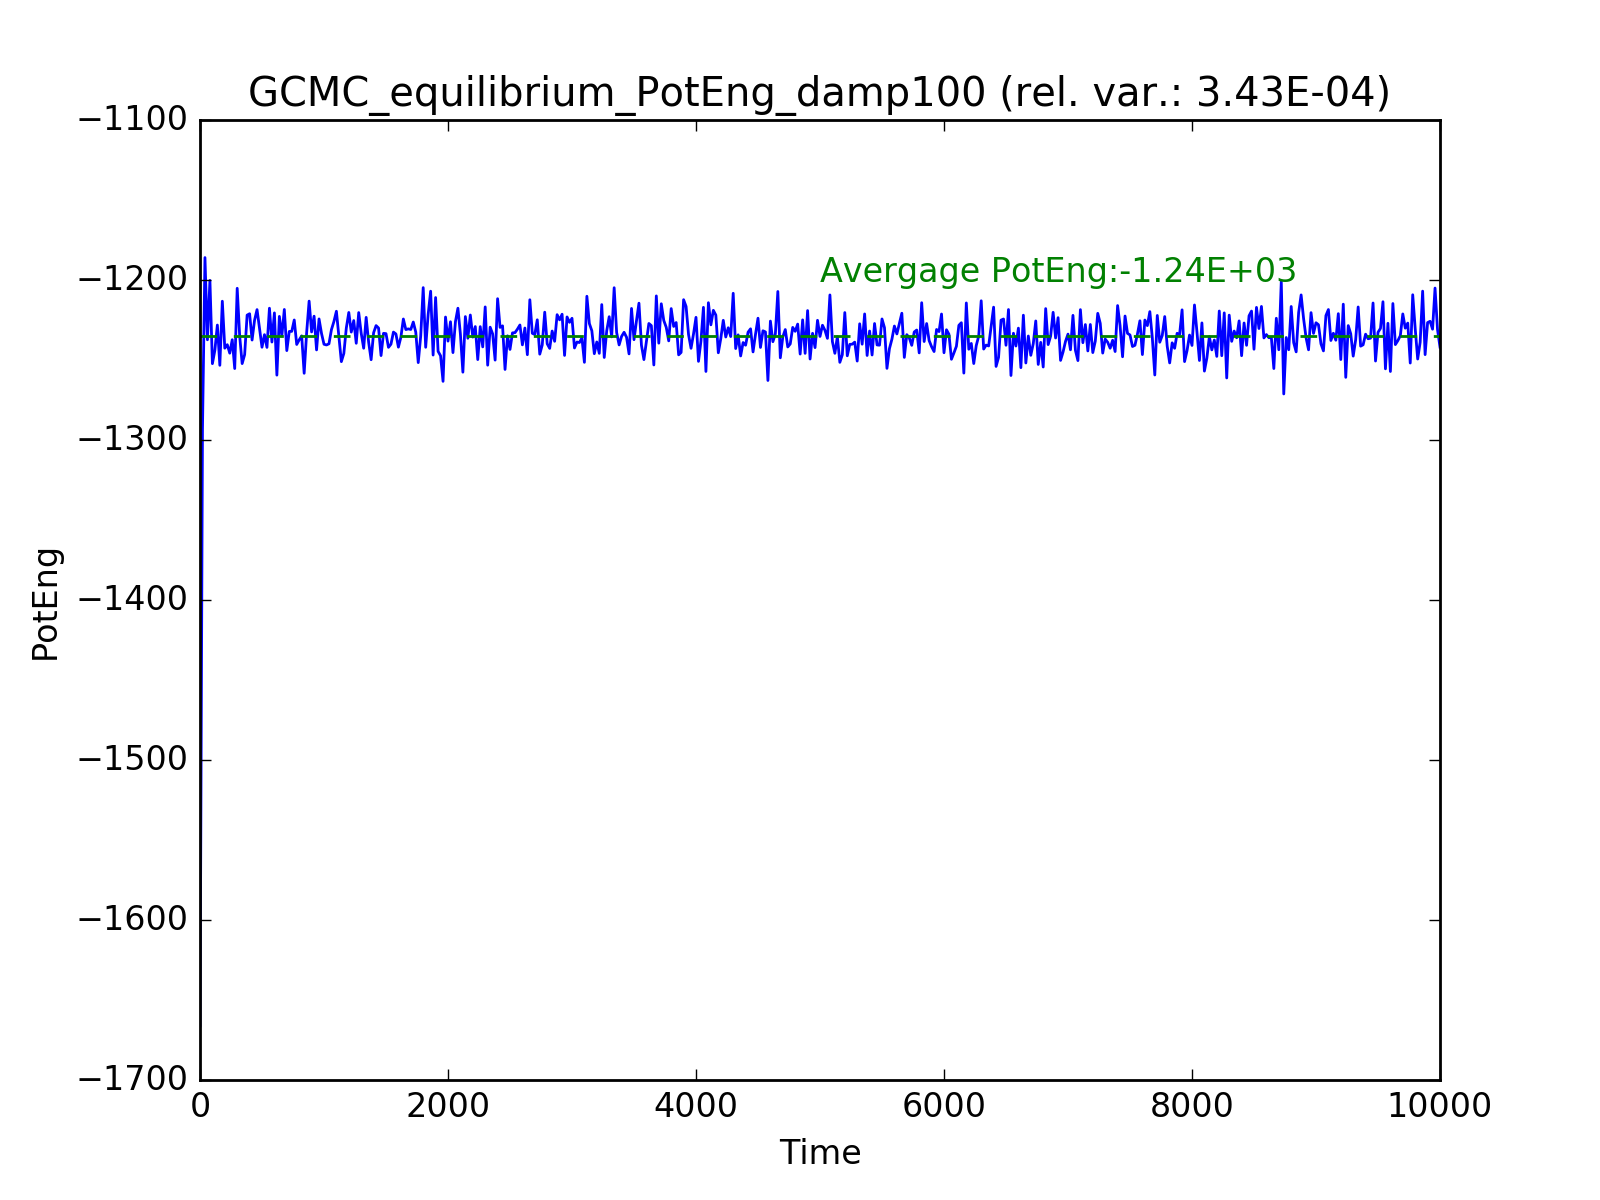 GCMC_equilibrium_PotEng_damp100 (rel. var.: 3.43E-04)
−1100
−1200
−1300
−1400
−1500
−1600
−1700
PotEng
Avergage PotEng:-1.24E+03
0 2000 4000 6000 8000 10000
Time